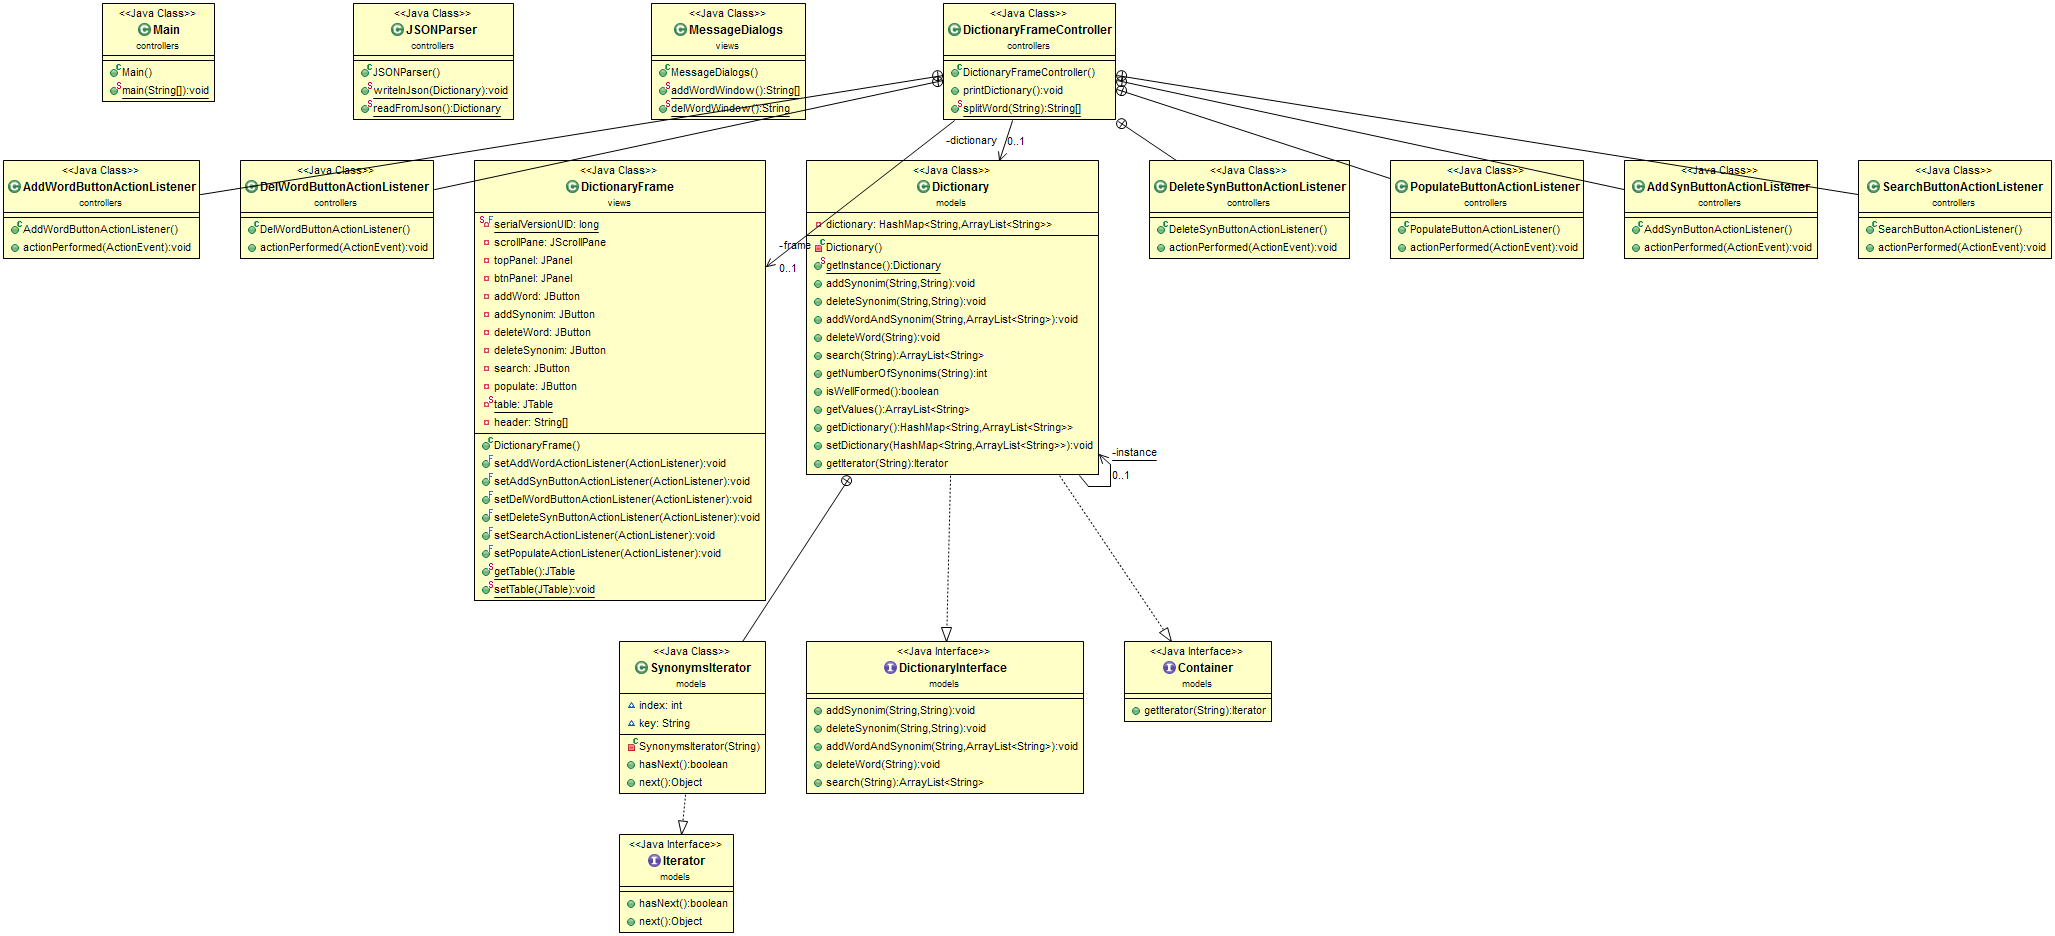 <<Java Class>>
Main
controllers
Main()
main(String[]):void
<<Java Class>>
JSONParser
controllers
JSONParser()
writeInJson(Dictionary):void
readFromJson():Dictionary
<<Java Class>>
MessageDialogs
views
MessageDialogs()
addWordWindow():String[]
delWordWindow():String
<<Java Class>>
DictionaryFrameController
controllers
DictionaryFrameController()
printDictionary():void
splitWord(String):String[]
-dictionary
0..1
-frame
0..1
<<Java Class>>
AddWordButtonActionListener
controllers
AddWordButtonActionListener()
actionPerformed(ActionEvent):void
<<Java Class>>
DelWordButtonActionListener
controllers
DelWordButtonActionListener()
actionPerformed(ActionEvent):void
<<Java Class>>
DictionaryFrame
views
serialVersionUID: long
scrollPane: JScrollPane
topPanel: JPanel
btnPanel: JPanel
addWord: JButton
addSynonim: JButton
deleteWord: JButton
deleteSynonim: JButton
search: JButton
populate: JButton
table: JTable
header: String[]
DictionaryFrame()
setAddWordActionListener(ActionListener):void
setAddSynButtonActionListener(ActionListener):void
setDelWordButtonActionListener(ActionListener):void
setDeleteSynButtonActionListener(ActionListener):void
setSearchActionListener(ActionListener):void
setPopulateActionListener(ActionListener):void
getTable():JTable
setTable(JTable):void
<<Java Class>>
Dictionary
models
dictionary: HashMap<String,ArrayList<String>>
Dictionary()
getInstance():Dictionary
addSynonim(String,String):void
deleteSynonim(String,String):void
addWordAndSynonim(String,ArrayList<String>):void
deleteWord(String):void
search(String):ArrayList<String>
getNumberOfSynonims(String):int
isWellFormed():boolean
getValues():ArrayList<String>
getDictionary():HashMap<String,ArrayList<String>>
setDictionary(HashMap<String,ArrayList<String>>):void
getIterator(String):Iterator
-instance
0..1
<<Java Class>>
DeleteSynButtonActionListener
controllers
DeleteSynButtonActionListener()
actionPerformed(ActionEvent):void
<<Java Class>>
PopulateButtonActionListener
controllers
PopulateButtonActionListener()
actionPerformed(ActionEvent):void
<<Java Class>>
AddSynButtonActionListener
controllers
AddSynButtonActionListener()
actionPerformed(ActionEvent):void
<<Java Class>>
SearchButtonActionListener
controllers
SearchButtonActionListener()
actionPerformed(ActionEvent):void
<<Java Class>>
SynonymsIterator
models
index: int
key: String
SynonymsIterator(String)
hasNext():boolean
next():Object
<<Java Interface>>
DictionaryInterface
models
addSynonim(String,String):void
deleteSynonim(String,String):void
addWordAndSynonim(String,ArrayList<String>):void
deleteWord(String):void
search(String):ArrayList<String>
<<Java Interface>>
Container
models
getIterator(String):Iterator
<<Java Interface>>
Iterator
models
hasNext():boolean
next():Object